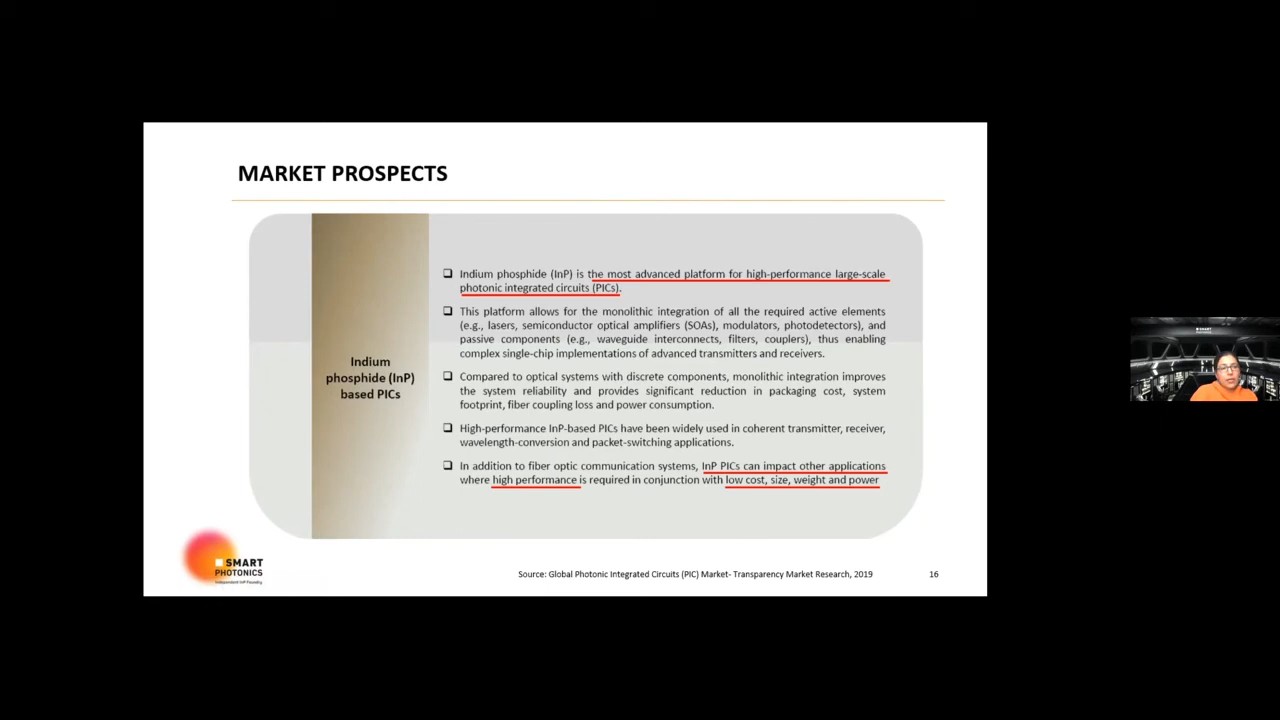 MARKET PROSPECTS
Indium
phosphide (InP)
based PICs
Indium phosphide (InP) is the most advanced platform for high-performance large-scale
photonic integrated circuits (PICs).
This platform allows for the monolithic integration of all the required active elements
(e.g., lasers, semiconductor optical amplifiers (SOAs), modulators, photodetectors), and
passive components (e.g., waveguide interconnects, filters, couplers), thus enabling
complex single-chip implementations of advanced transmitters and receivers.
Compared to optical systems with discrete components, monolithic integration improves
the system reliability and provides significant reduction in packaging cost, system
footprint, fiber coupling loss and power consumption.
High-performance InP-based PICs have been widely used in coherent transmitter, receiver,
wavelength-conversion and packet-switching applications.
In addition to fiber optic communication systems, InP PICs can impact other applications
where high performance is required in conjunction with low cost, size, weight and power
SMART
PHOTONICS
Independent InP Foundry
Source: Global Photonic Integrated Circuits (PIC) Market- Transparency Market Research, 2019
16